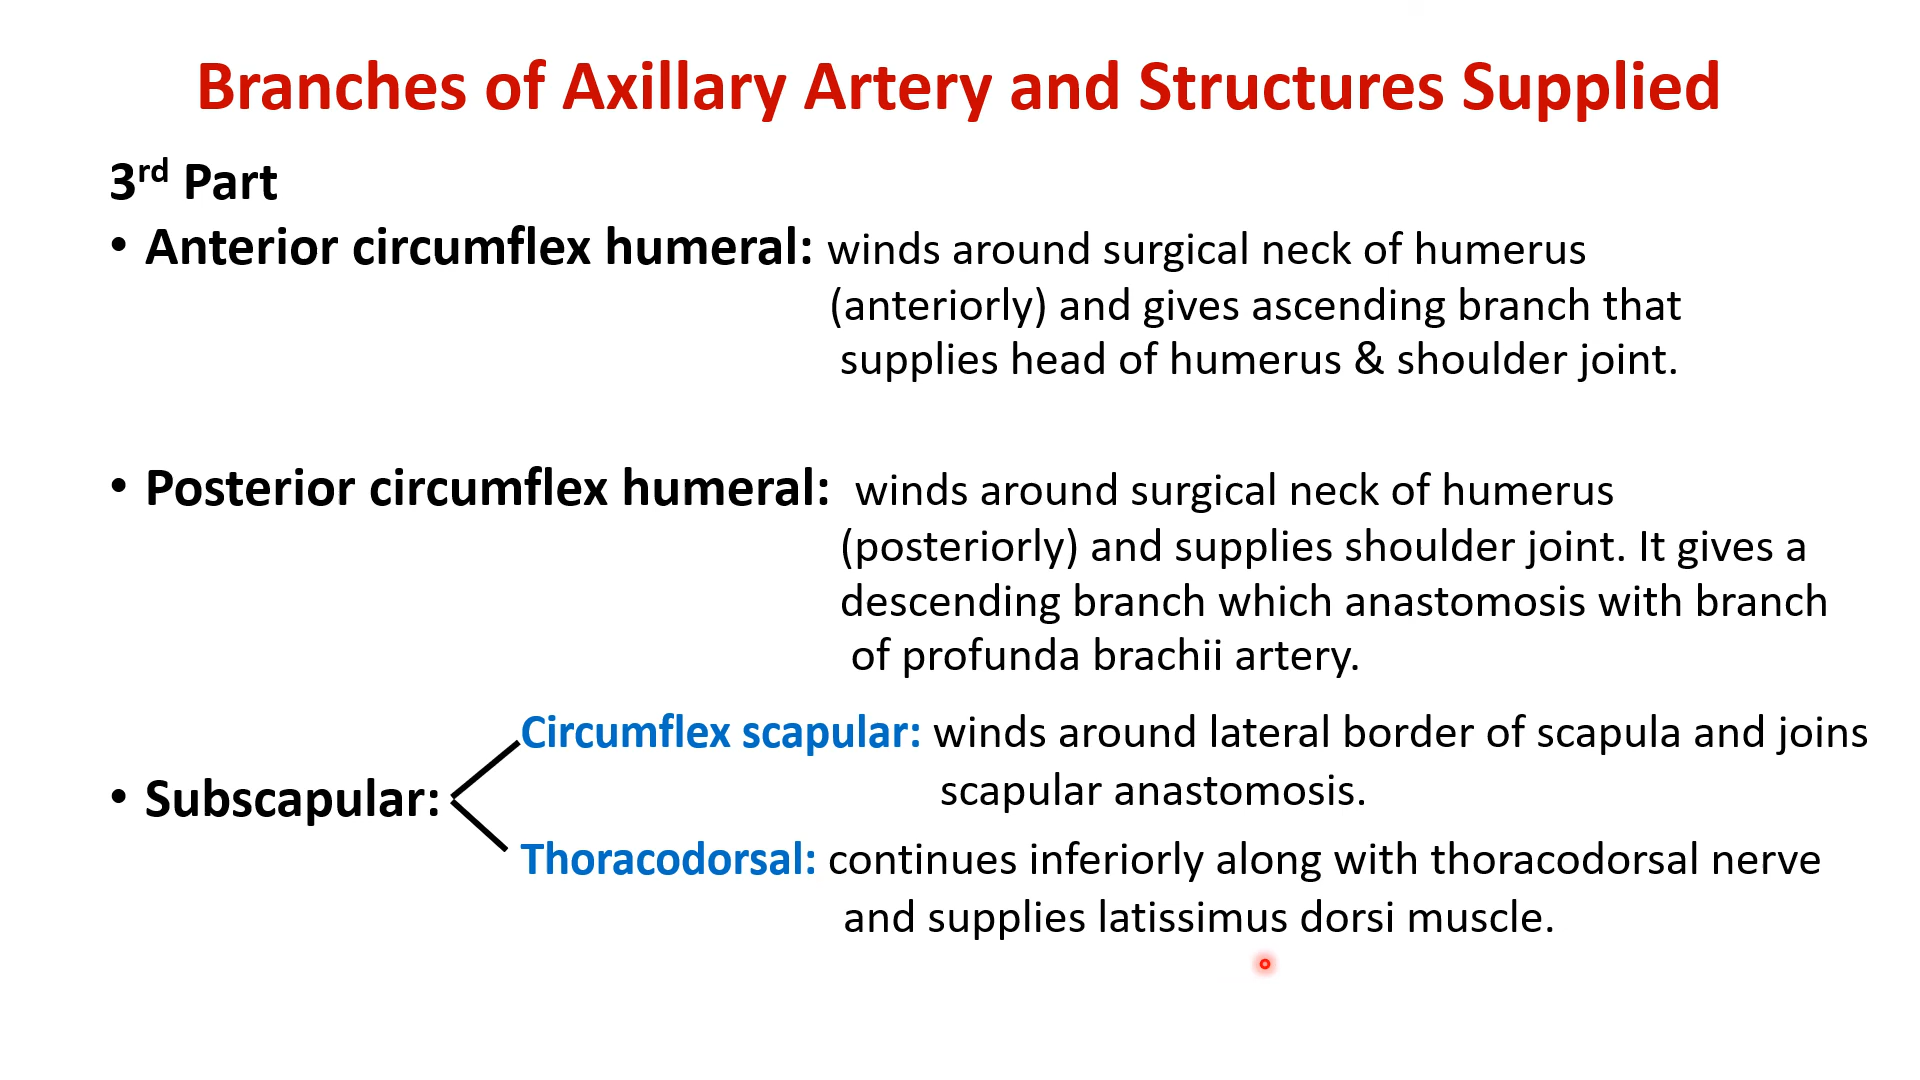 Branches of Axillary Artery and Structures Supplied
3rd Part
• Anterior circumflex humeral: winds around surgical neck of humerus
(anteriorly) and gives ascending branch that
supplies head of humerus & shoulder joint.
• Posterior circumflex humeral: winds around surgical neck of humerus
(posteriorly) and supplies shoulder joint. It gives a
descending branch which anastomosis with branch
of profunda brachii artery.
Circumflex scapular: winds around lateral border of scapula and joins
scapular anastomosis.
• Subscapular:
Thoracodorsal: continues inferiorly along with thoracodorsal nerve
and supplies latissimus dorsi muscle.